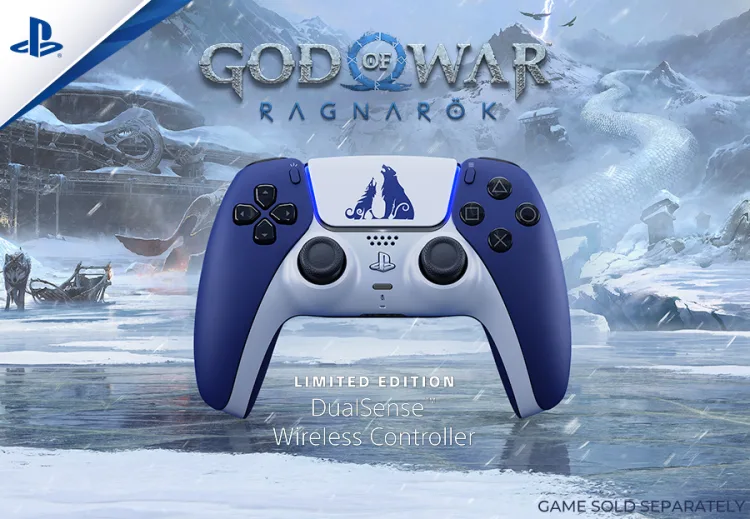 GOD OF WAR
RAGNARÖK
LIMITED EDITION
DualSense™
Wireless Controller
GAME SOLD SEPARATELY